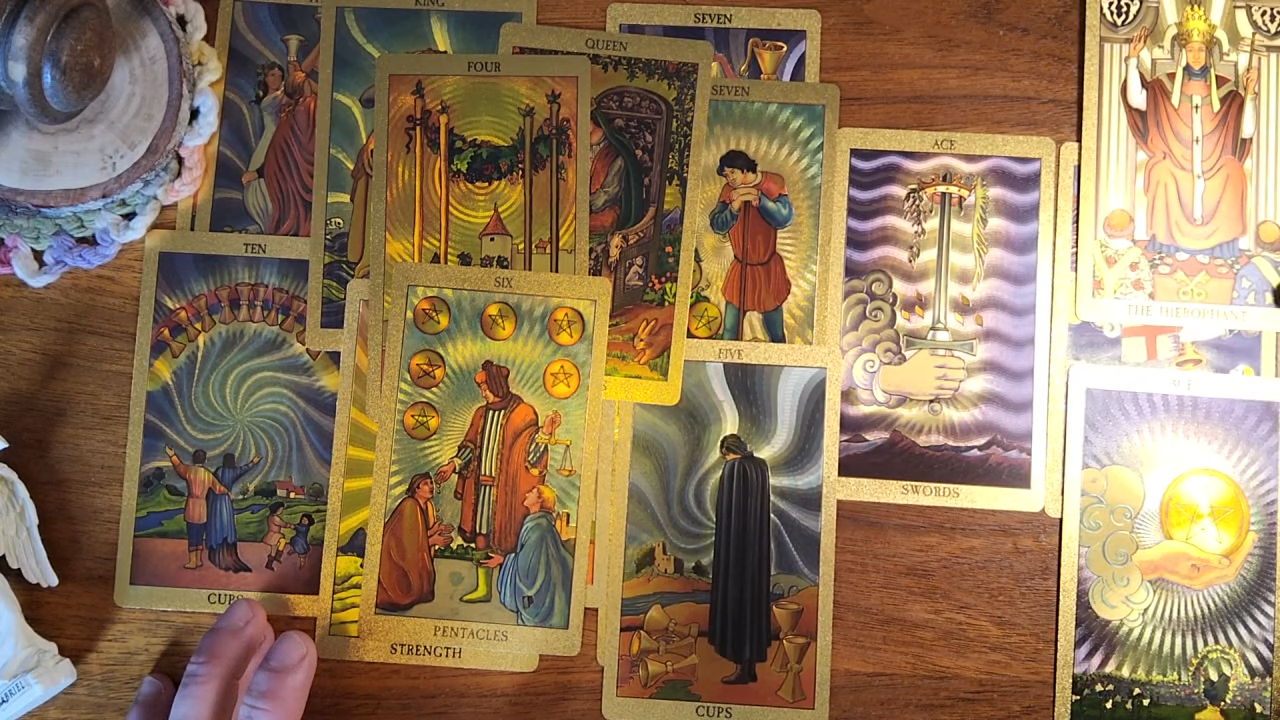 KING
SEVEN
QUEEN
FOUR
SEVEN
ACE
TEN
SIX
THE HIEROPHANT
FIVE
SWORDS
CUPS
PENTACLES
STRENGTH
CUPS